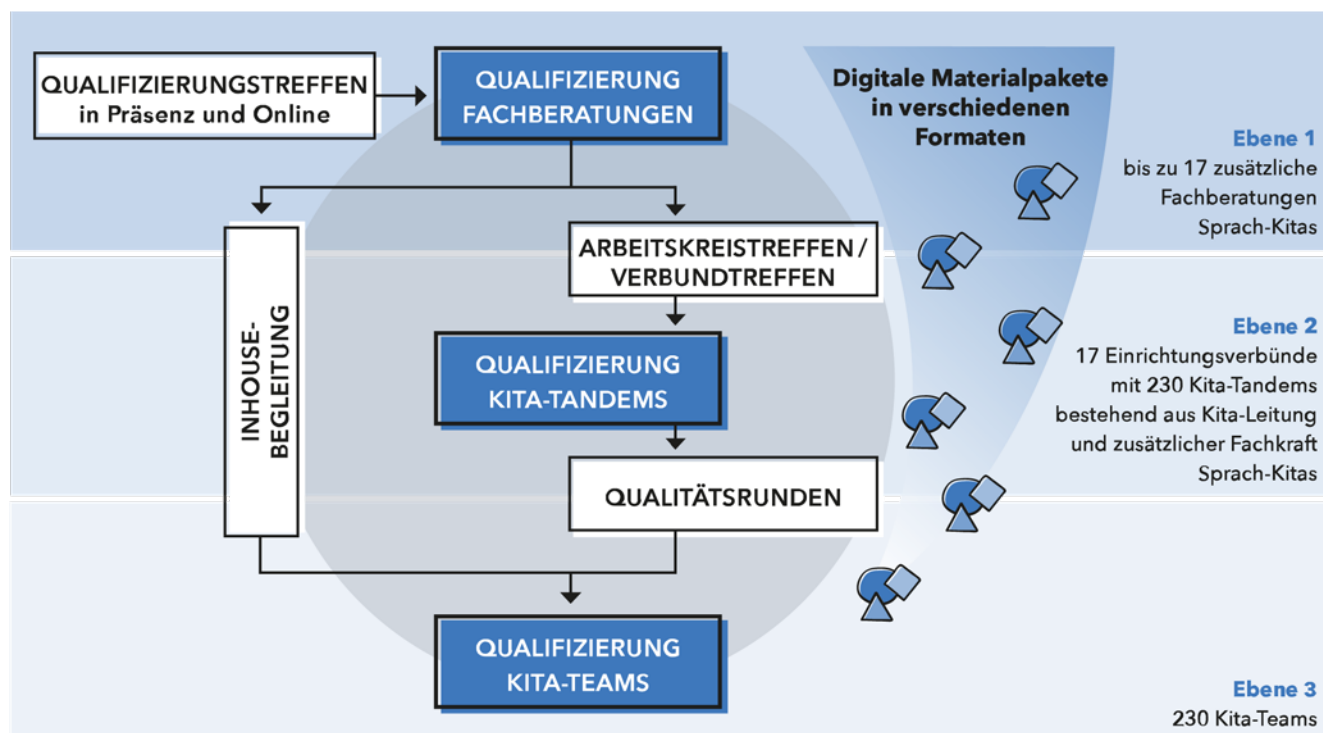 QUALIFIZIERUNGSTREFFEN
in Präsenz und Online
QUALIFIZIERUNG
FACHBERATUNGEN
Digitale Materialpakete
in verschiedenen
Formaten
Ebene 1
bis zu 17 zusätzliche
Fachberatungen
Sprach-Kitas
INHOUSE-
BEGLEITUNG
ARBEITSKREISTREFFEN /
VERBUNDTREFFEN
QUALIFIZIERUNG
KITA-TANDEMS
Ebene 2
17 Einrichtungsverbünde
mit 230 Kita-Tandems
bestehend aus Kita-Leitung
und zusätzlicher Fachkraft
Sprach-Kitas
QUALITÄTSRUNDEN
QUALIFIZIERUNG
KITA-TEAMS
Ebene 3
230 Kita-Teams